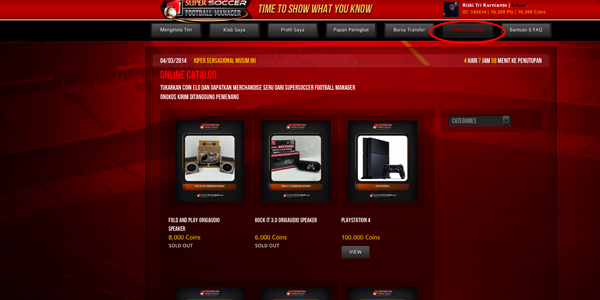 SUPER SOCCER
FOOTBALL MANAGER
TIME TO SHOW WHAT YOU KNOW
Rizki Tri Kurnianto |
ID: 145414 | 16,399 Pts | 16,399 Coins
Mengelola Tim
Klab Saya
Profil Saya
Papan Peringkat
Bursa Transfer
Online Catalog
Bantuan & FAQ
04/03/2014 KIPER SENSASIONAL MUSIM INI
4 HARI 7 JAM 58 MENIT KE PENUTUPAN
ONLINE CATALOG
TUKARKAN COIN ELO DAN DAPATKAN MERCHANDISE SERU DARI SUPERSOCCER FOOTBALL MANAGER
ONGKOS KIRIM DITANGGUNG PEMENANG
CATEGORIES
FOLD AND PLAY ORIGAUDIO
SPEAKER
8,000 Coins
SOLD OUT
ROCK IT 3.0 ORIGAUDIO SPEAKER
6,000 Coins
SOLD OUT
PLAYSTATION 4
100,000 Coins
VIEW